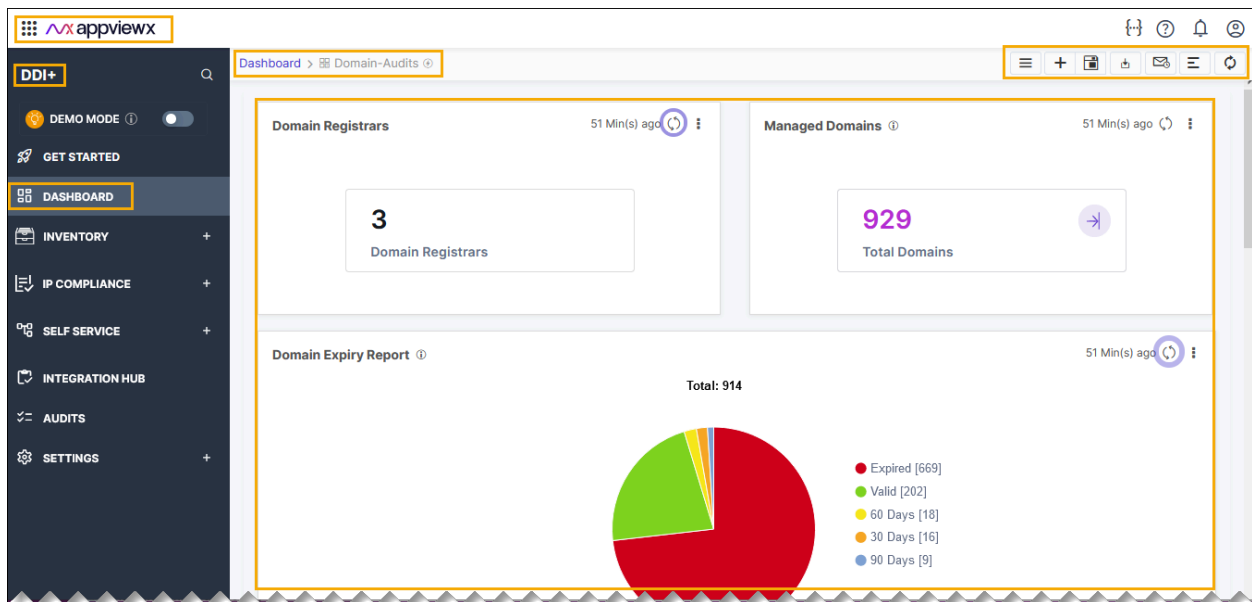 appviewx
DDI+
Dashboard > Domain-Audits
DEMO MODE
GET STARTED
DASHBOARD
INVENTORY +
IP COMPLIANCE +
SELF SERVICE +
INTEGRATION HUB
AUDITS
SETTINGS +
Domain Registrars 51 Min(s) ago
3
Domain Registrars
Managed Domains 51 Min(s) ago
929
Total Domains
Domain Expiry Report 51 Min(s) ago
Total: 914
Expired [669]
Valid [202]
60 Days [18]
30 Days [16]
90 Days [9]